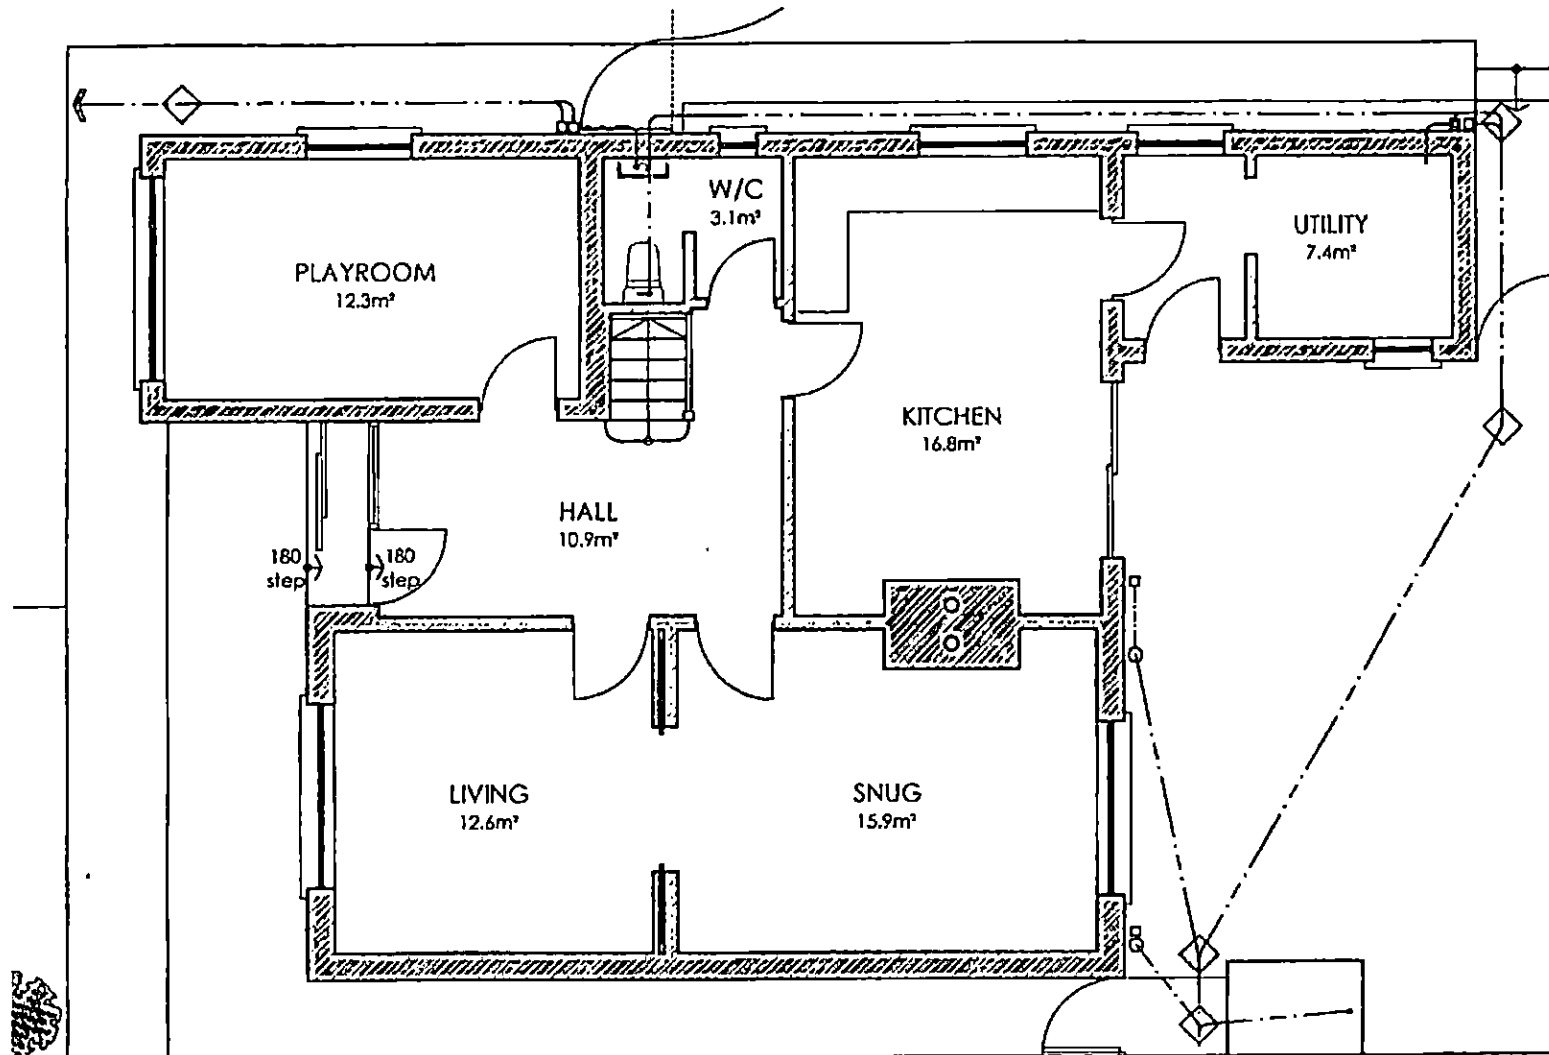 W/C
3.1m²
UTILITY
7.4m²
PLAYROOM
12.3m²
KITCHEN
16.8m²
HALL
10.9m²
180
step
180
step
LIVING
12.6m²
SNUG
15.9m²